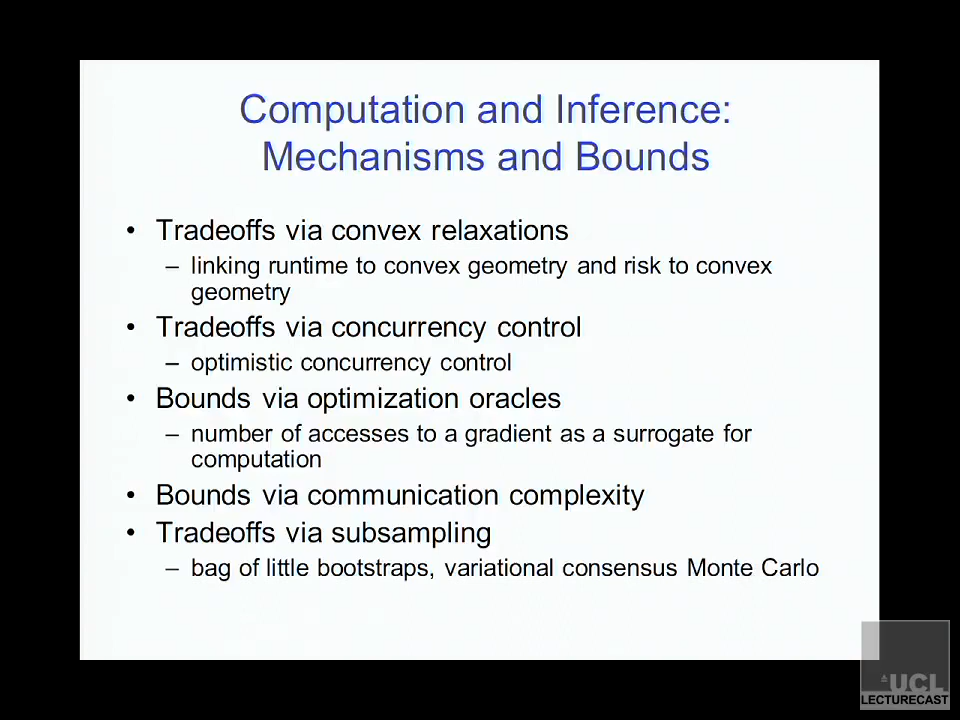 Computation and Inference:
Mechanisms and Bounds
• Tradeoffs via convex relaxations
– linking runtime to convex geometry and risk to convex
geometry
• Tradeoffs via concurrency control
– optimistic concurrency control
• Bounds via optimization oracles
– number of accesses to a gradient as a surrogate for
computation
• Bounds via communication complexity
• Tradeoffs via subsampling
– bag of little bootstraps, variational consensus Monte Carlo
UCL
LECTURECAST